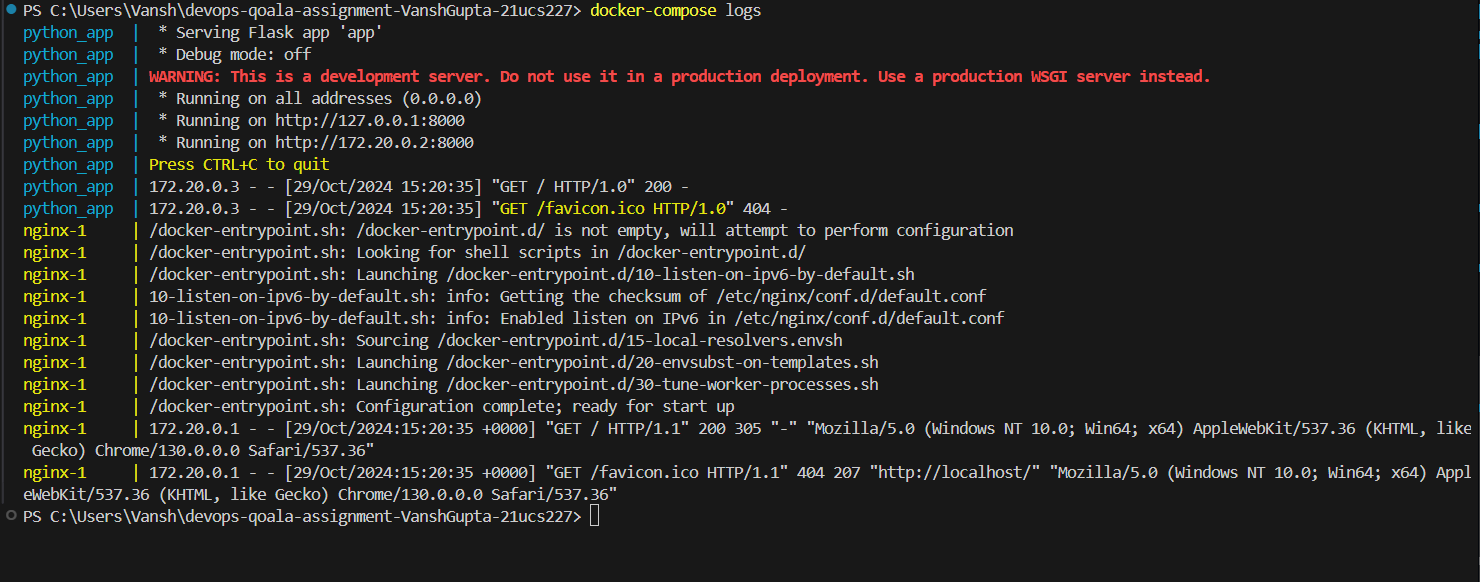 PS C:\Users\Vansh\devops-qoala-assignment-VanshGupta-21ucs227> docker-compose logs
python_app  |  * Serving Flask app 'app'
python_app  |  * Debug mode: off
python_app  | WARNING: This is a development server. Do not use it in a production deployment. Use a production WSGI server instead.
python_app  |  * Running on all addresses (0.0.0.0)
python_app  |  * Running on http://127.0.0.1:8000
python_app  |  * Running on http://172.20.0.2:8000
python_app  | Press CTRL+C to quit
python_app  | 172.20.0.3 - - [29/Oct/2024 15:20:35] "GET / HTTP/1.0" 200 -
python_app  | 172.20.0.3 - - [29/Oct/2024 15:20:35] "GET /favicon.ico HTTP/1.0" 404 -
nginx-1     | /docker-entrypoint.sh: /docker-entrypoint.d/ is not empty, will attempt to perform configuration
nginx-1     | /docker-entrypoint.sh: Looking for shell scripts in /docker-entrypoint.d/
nginx-1     | /docker-entrypoint.sh: Launching /docker-entrypoint.d/10-listen-on-ipv6-by-default.sh
nginx-1     | 10-listen-on-ipv6-by-default.sh: info: Getting the checksum of /etc/nginx/conf.d/default.conf
nginx-1     | 10-listen-on-ipv6-by-default.sh: info: Enabled listen on IPv6 in /etc/nginx/conf.d/default.conf
nginx-1     | /docker-entrypoint.sh: Sourcing /docker-entrypoint.d/15-local-resolvers.envsh
nginx-1     | /docker-entrypoint.sh: Launching /docker-entrypoint.d/20-envsubst-on-templates.sh
nginx-1     | /docker-entrypoint.sh: Launching /docker-entrypoint.d/30-tune-worker-processes.sh
nginx-1     | /docker-entrypoint.sh: Configuration complete; ready for start up
nginx-1     | 172.20.0.1 - - [29/Oct/2024:15:20:35 +0000] "GET / HTTP/1.1" 200 305 "-" "Mozilla/5.0 (Windows NT 10.0; Win64; x64) AppleWebKit/537.36 (KHTML, like
 Gecko) Chrome/130.0.0.0 Safari/537.36"
nginx-1     | 172.20.0.1 - - [29/Oct/2024:15:20:35 +0000] "GET /favicon.ico HTTP/1.1" 404 207 "http://localhost/" "Mozilla/5.0 (Windows NT 10.0; Win64; x64) Appl
eWebKit/537.36 (KHTML, like Gecko) Chrome/130.0.0.0 Safari/537.36"
PS C:\Users\Vansh\devops-qoala-assignment-VanshGupta-21ucs227>